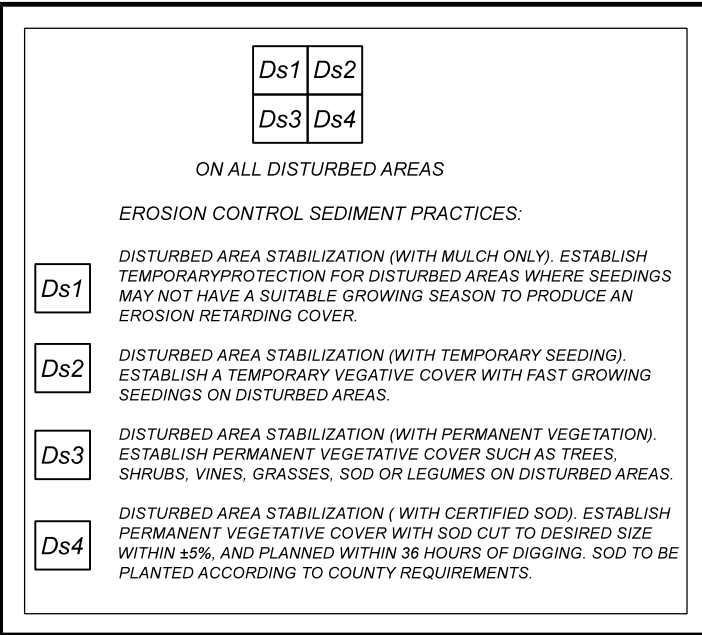 Ds1 Ds2
Ds3 Ds4
ON ALL DISTURBED AREAS
EROSION CONTROL SEDIMENT PRACTICES:
Ds1
DISTURBED AREA STABILIZATION (WITH MULCH ONLY). ESTABLISH
TEMPORARYPROTECTION FOR DISTURBED AREAS WHERE SEEDINGS
MAY NOT HAVE A SUITABLE GROWING SEASON TO PRODUCE AN
EROSION RETARDING COVER.
Ds2
DISTURBED AREA STABILIZATION (WITH TEMPORARY SEEDING).
ESTABLISH A TEMPORARY VEGATIVE COVER WITH FAST GROWING
SEEDINGS ON DISTURBED AREAS.
Ds3
DISTURBED AREA STABILIZATION (WITH PERMANENT VEGETATION).
ESTABLISH PERMANENT VEGETATIVE COVER SUCH AS TREES,
SHRUBS, VINES, GRASSES, SOD OR LEGUMES ON DISTURBED AREAS.
Ds4
DISTURBED AREA STABILIZATION ( WITH CERTIFIED SOD). ESTABLISH
PERMANENT VEGETATIVE COVER WITH SOD CUT TO DESIRED SIZE
WITHIN ±5%, AND PLANNED WITHIN 36 HOURS OF DIGGING. SOD TO BE
PLANTED ACCORDING TO COUNTY REQUIREMENTS.